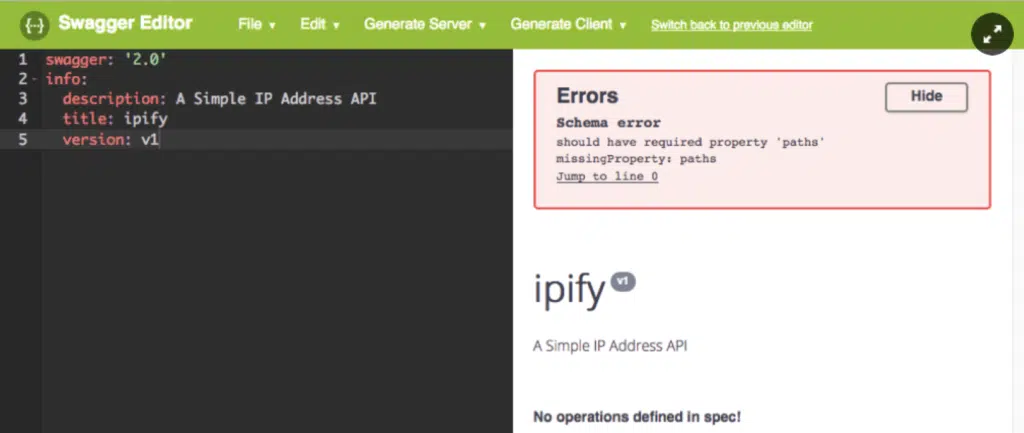 {···} Swagger Editor File ▾ Edit ▾ Generate Server ▾ Generate Client ▾ Switch back to previous editor
1 swagger: '2.0'
2 - info:
3 description: A Simple IP Address API
4 title: ipify
5 version: v1
Errors
Hide
Schema error
should have required property 'paths'
missingProperty: paths
Jump to line 0
ipify v1
A Simple IP Address API
No operations defined in spec!